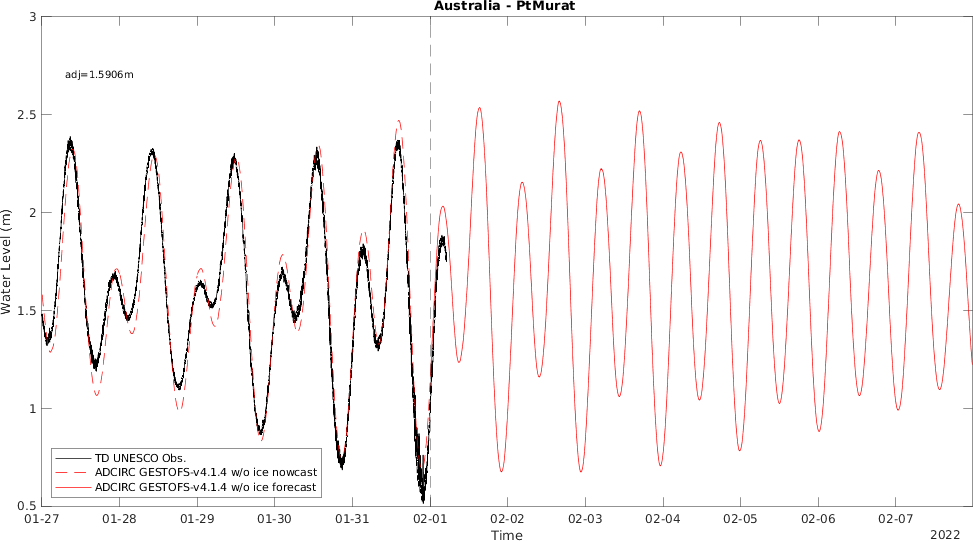 Australia - PtMurat
3
2.5
2
1.5
1
0.5
Water Level (m)
adj=1.5906m
TD UNESCO Obs.
ADCIRC GESTOFS-v4.1.4 w/o ice nowcast
ADCIRC GESTOFS-v4.1.4 w/o ice forecast
01-27 01-28 01-29 01-30 01-31 02-01 02-02 02-03 02-04 02-05 02-06 02-07
Time
2022